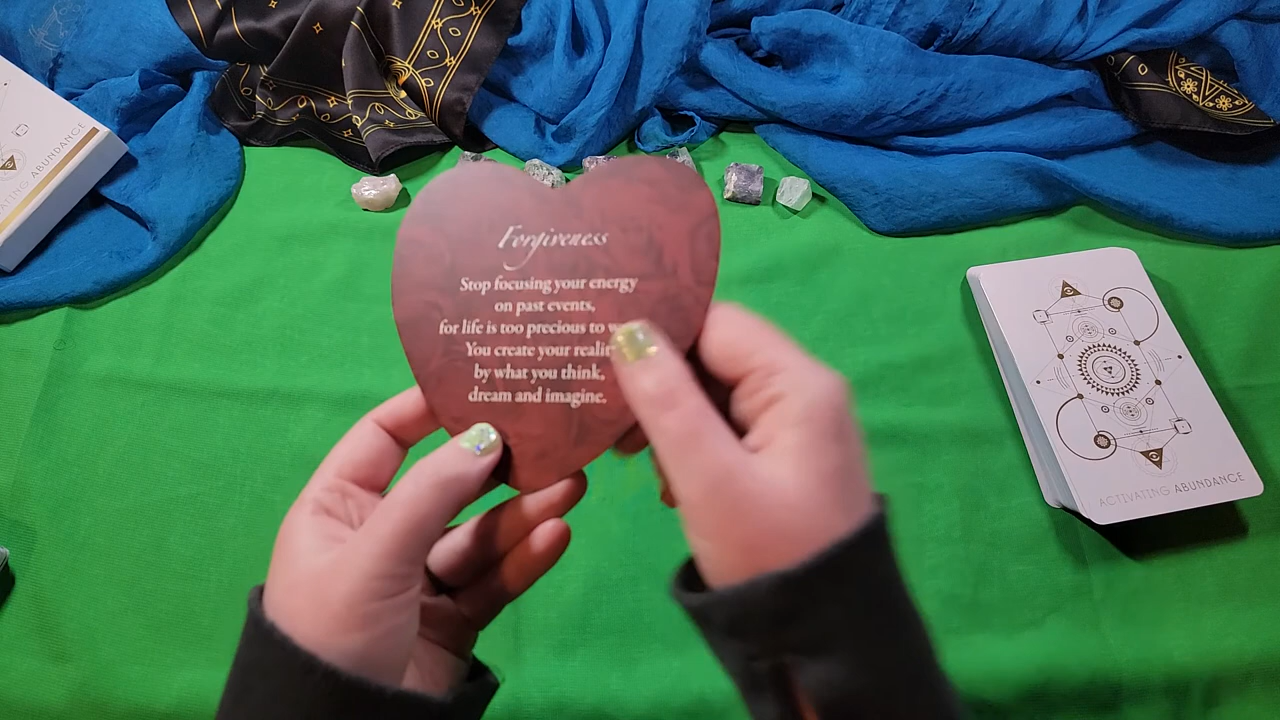 Forgiveness
Stop focusing your energy
on past events,
for life is too precious to
You create your
by what you think,
dream and imagine.
ACTIVATING ABUNDANCE
ABUNDANCE